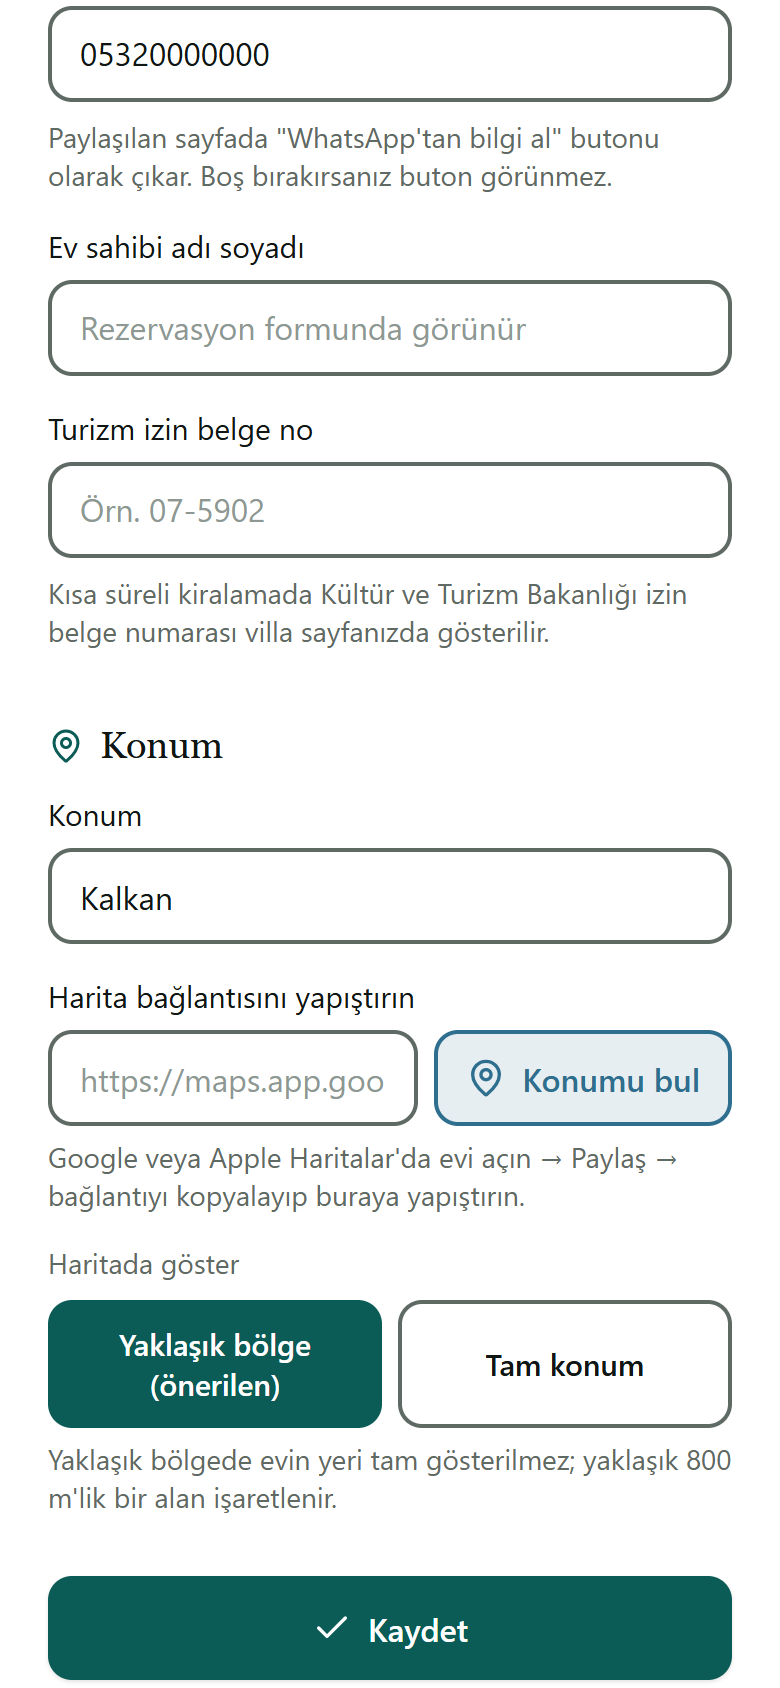 05320000000
Paylaşılan sayfada "WhatsApp'tan bilgi al" butonu
olarak çıkar. Boş bırakırsanız buton görünmez.
Ev sahibi adı soyadı
Rezervasyon formunda görünür
Turizm izin belge no
Örn. 07-5902
Kısa süreli kiralamada Kültür ve Turizm Bakanlığı izin
belge numarası villa sayfanızda gösterilir.
Konum
Konum
Kalkan
Harita bağlantısını yapıştırın
https://maps.app.goo
Konumu bul
Google veya Apple Haritalar'da evi açın → Paylaş →
bağlantıyı kopyalayıp buraya yapıştırın.
Haritada göster
Yaklaşık bölge
(önerilen)
Tam konum
Yaklaşık bölgede evin yeri tam gösterilmez; yaklaşık 800
m'lik bir alan işaretlenir.
Kaydet